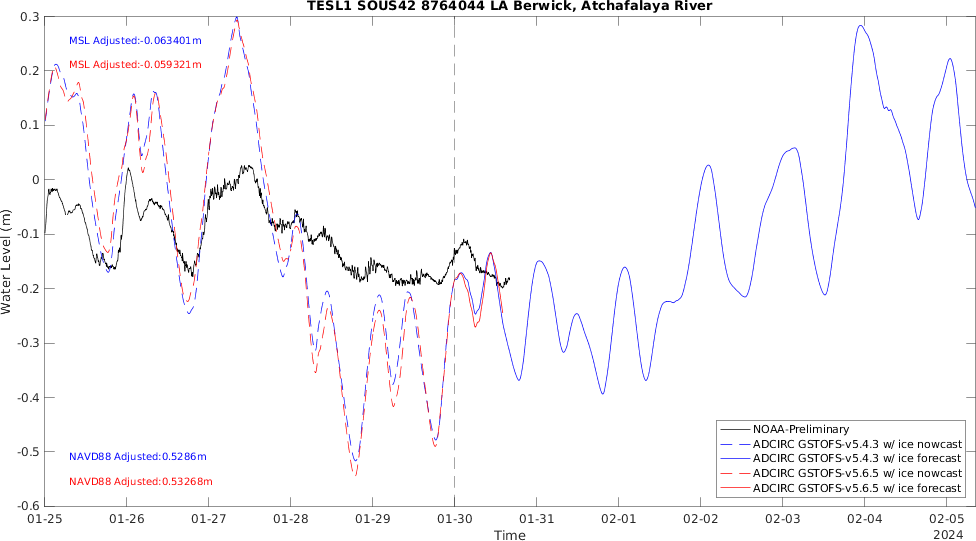 TESL1 SOUS42 8764044 LA Berwick, Atchafalaya River
0.3
0.2
0.1
0
-0.1
-0.2
-0.3
-0.4
-0.5
-0.6
Water Level (m)
MSL Adjusted:-0.063401m
MSL Adjusted:-0.059321m
NAVD88 Adjusted:0.5286m
NAVD88 Adjusted:0.53268m
NOAA-Preliminary
ADCIRC GSTOFS-v5.4.3 w/ ice nowcast
ADCIRC GSTOFS-v5.4.3 w/ ice forecast
ADCIRC GSTOFS-v5.6.5 w/ ice nowcast
ADCIRC GSTOFS-v5.6.5 w/ ice forecast
01-25 01-26 01-27 01-28 01-29 01-30 01-31 02-01 02-02 02-03 02-04 02-05
Time
2024